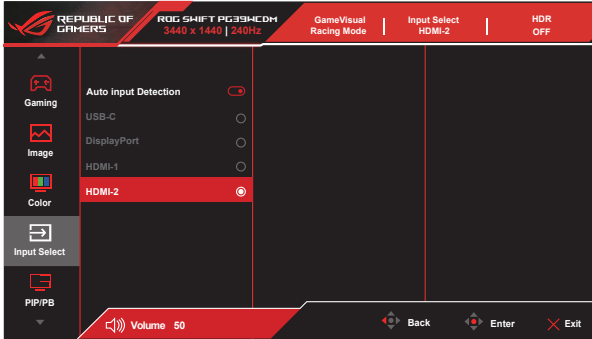 REPUBLIC OF
GAMERS
ROG SWIFT PG39WCDM
3440 x 1440 | 240Hz
GameVisual
Racing Mode
Input Select
HDMI-2
HDR
OFF
Gaming
Image
Color
Input Select
PIP/PB
Auto input Detection
USB-C
DisplayPort
HDMI-1
HDMI-2
Volume 50
Back
Enter
Exit